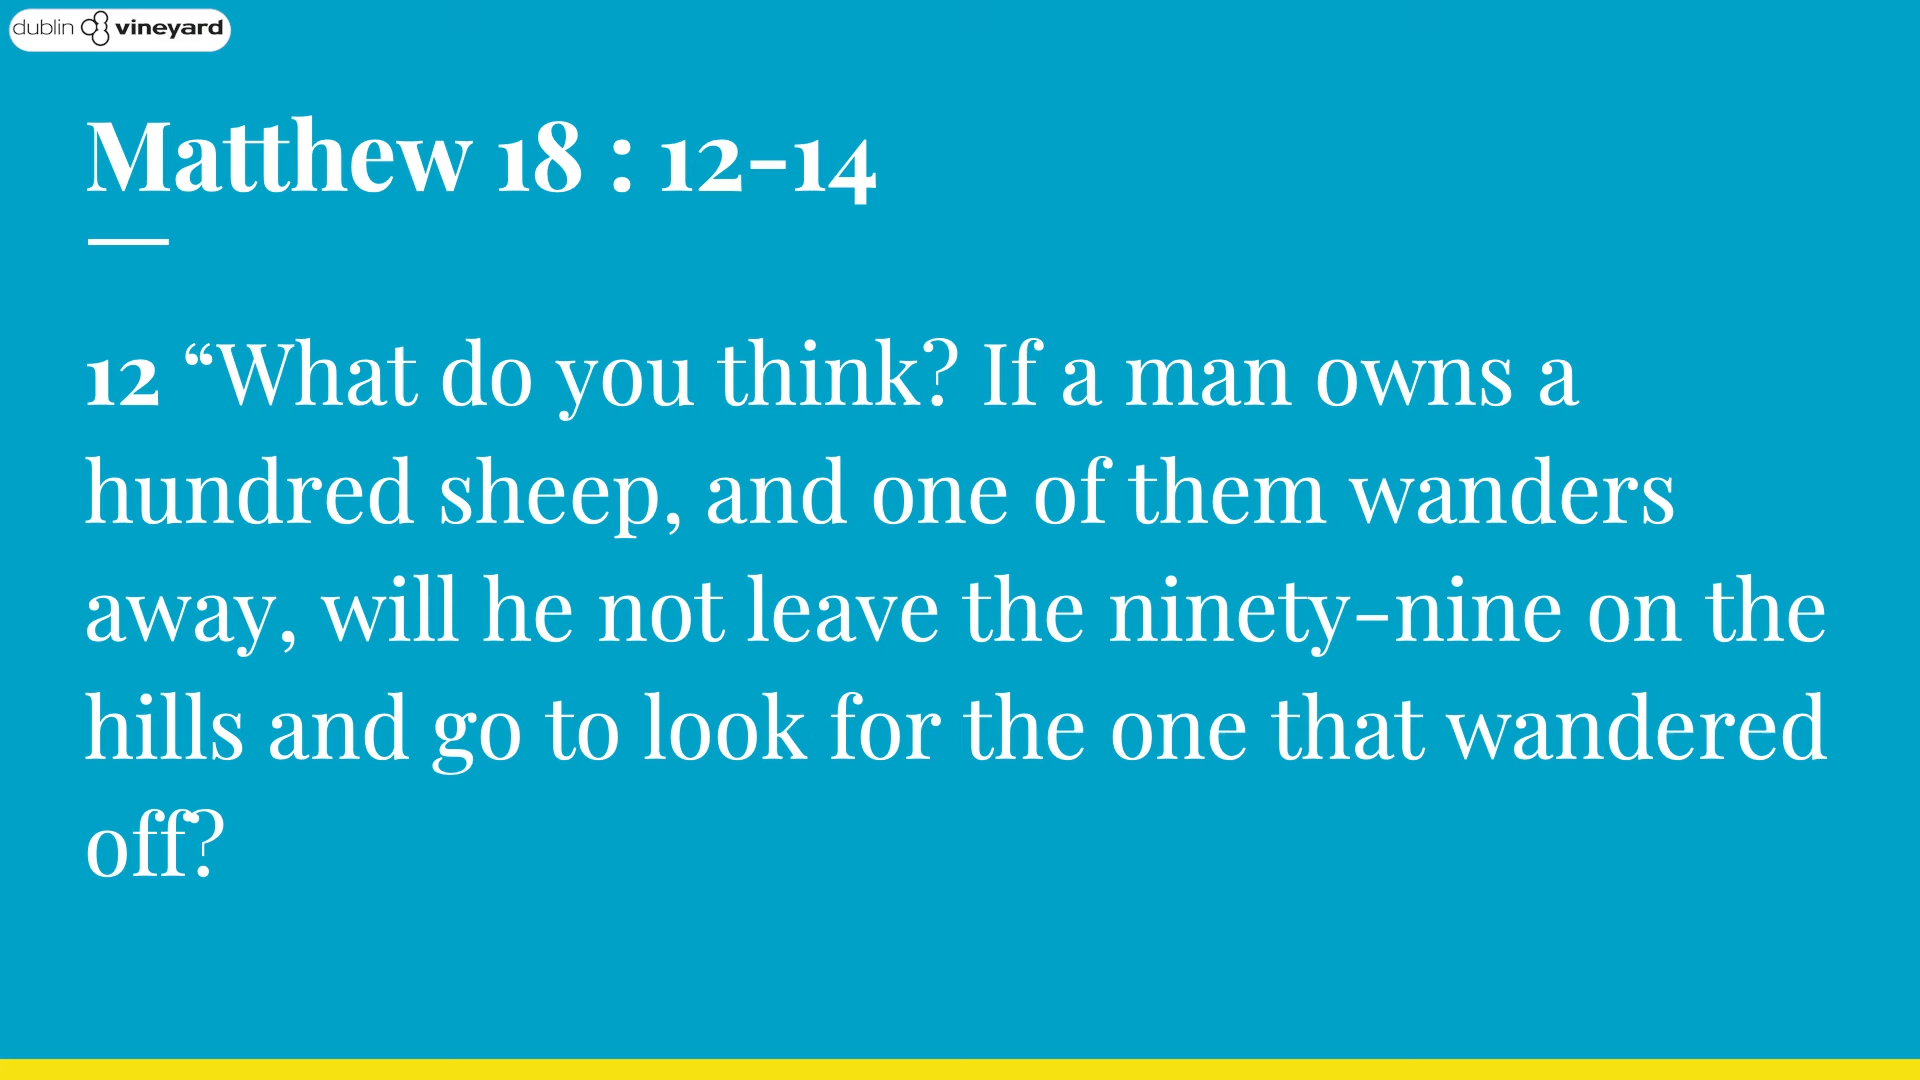 dublin vineyard
Matthew 18 : 12-14
12 “What do you think? If a man owns a
hundred sheep, and one of them wanders
away, will he not leave the ninety-nine on the
hills and go to look for the one that wandered
off?